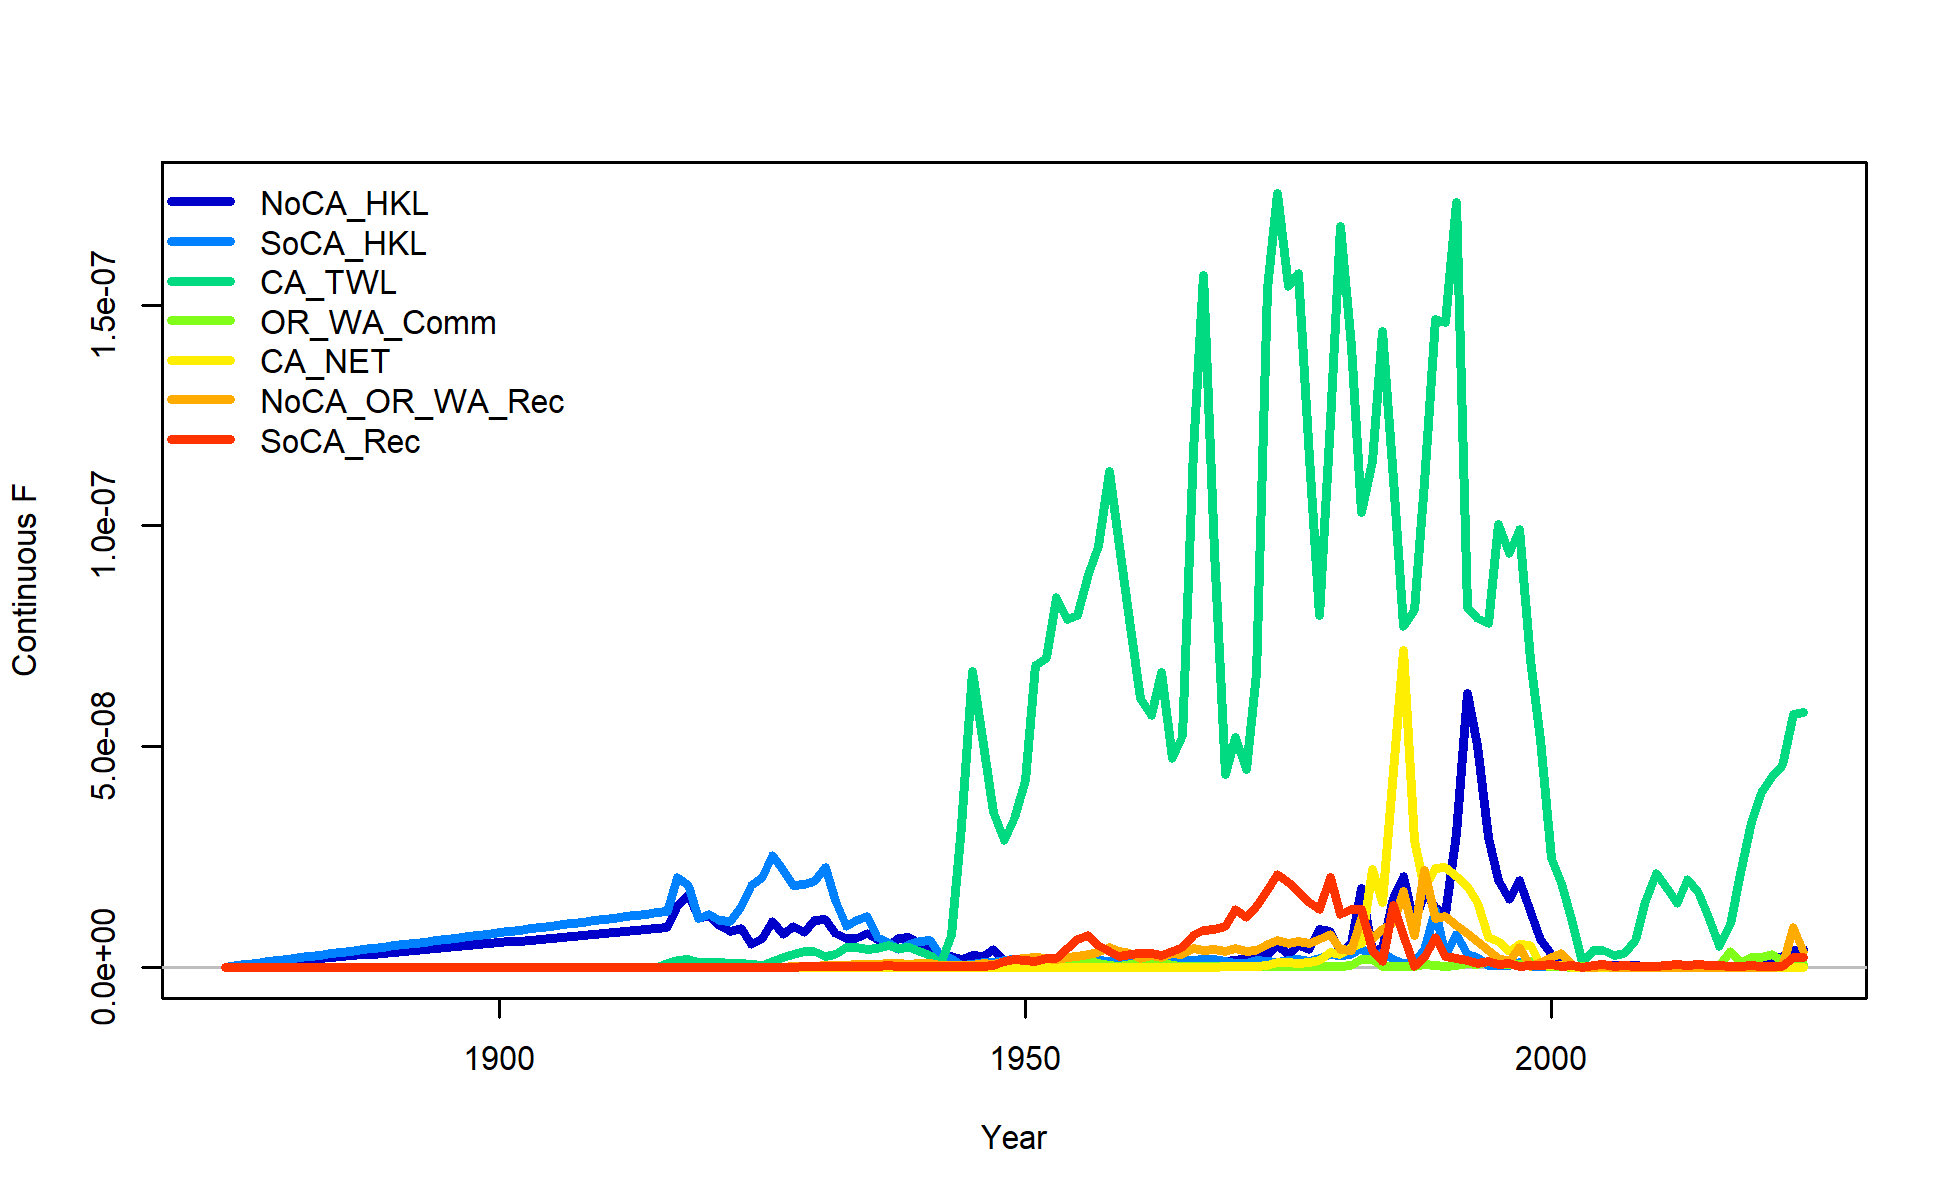 NoCA_HKL
SoCA_HKL
CA_TWL
OR_WA_Comm
CA_NET
NoCA_OR_WA_Rec
SoCA_Rec
Continuous F
1.5e-07
1.0e-07
5.0e-08
0.0e+00
1900 1950 2000
Year